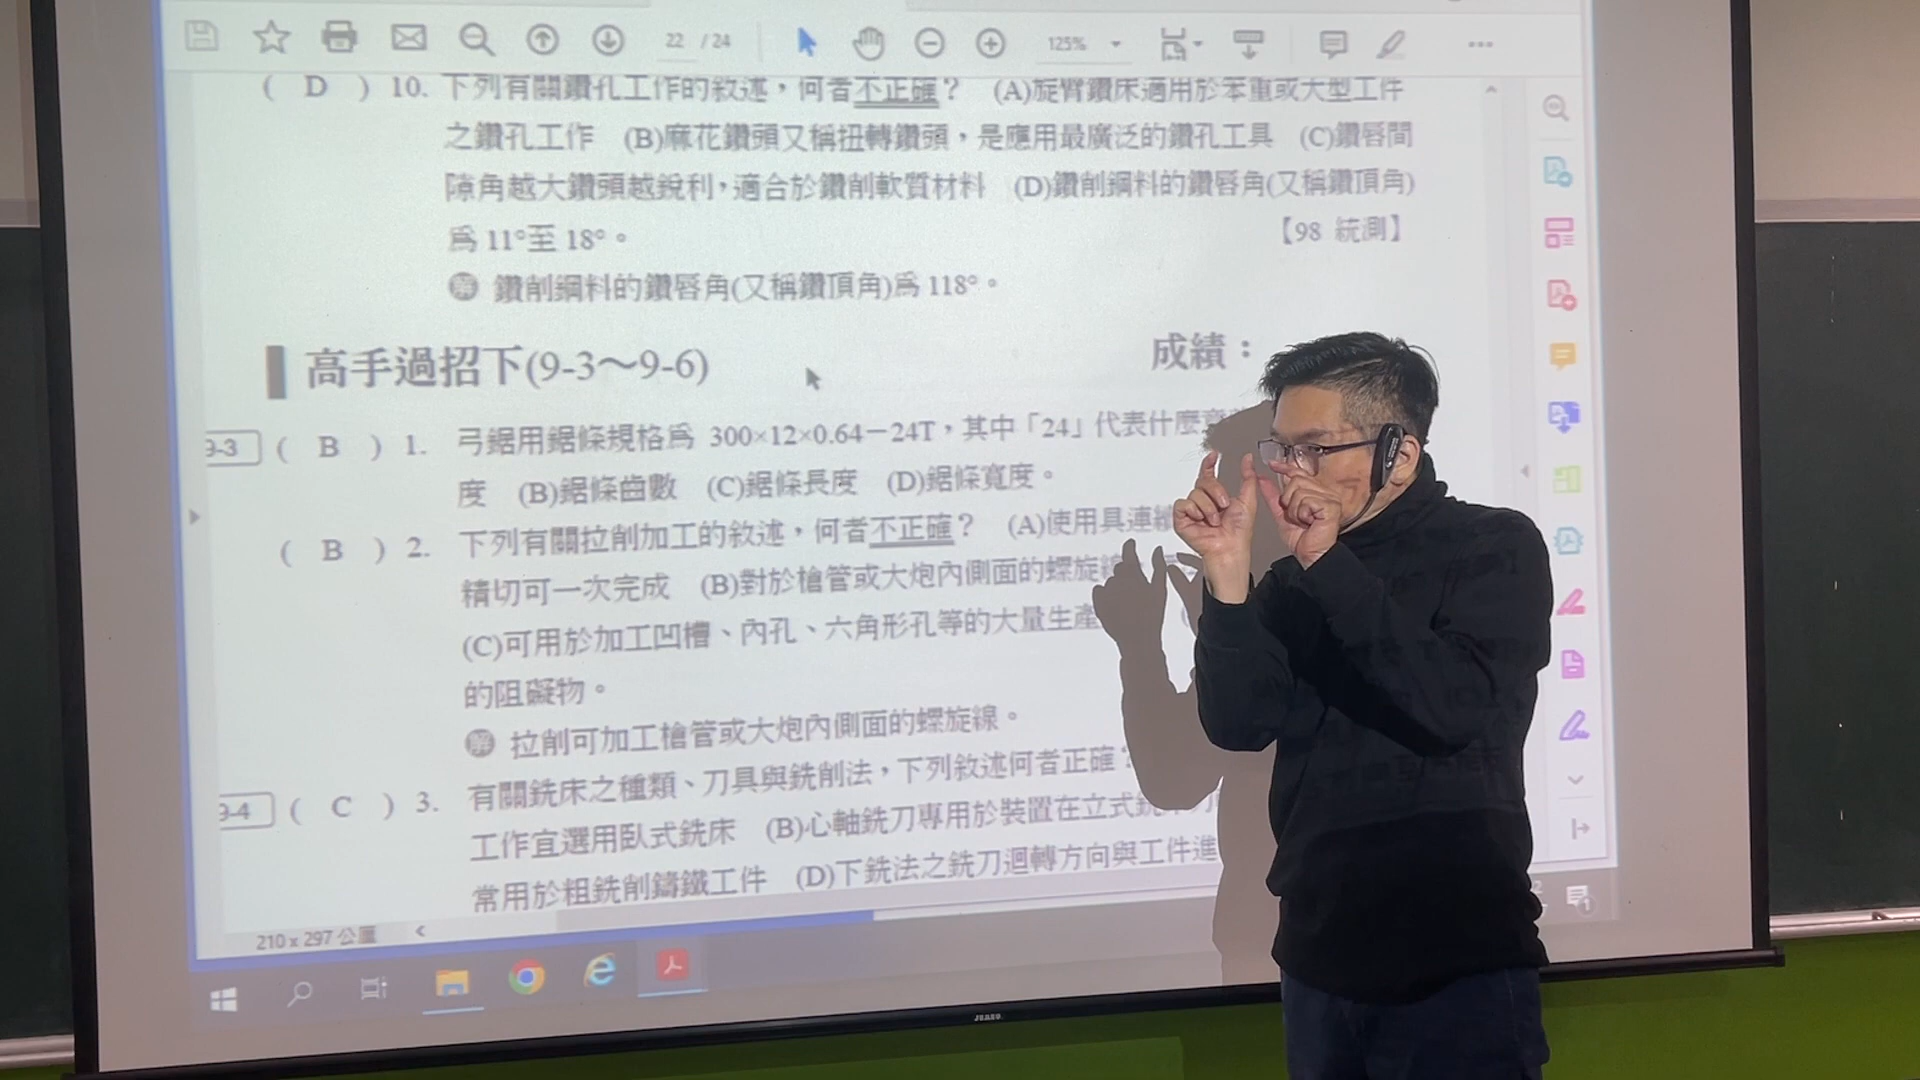 22 / 24
125%
( D ) 10. 下列有關鑽孔工作的敘述，何者不正確？ (A)旋臂鑽床適用於笨重或大型工件
之鑽孔工作 (B)麻花鑽頭又稱扭轉鑽頭，是應用最廣泛的鑽孔工具 (C)鑽唇間
隙角越大鑽頭越銳利，適合於鑽削軟質材料 (D)鑽削鋼料的鑽唇角(又稱鑽頂角)
為 11°至 18°。 【98 統測】
解 鑽削鋼料的鑽唇角(又稱鑽頂角)為 118°。
高手過招下(9-3～9-6) 成績：
9-3 ( B ) 1. 弓鋸用鋸條規格為 300×12×0.64－24T，其中「24」代表什麼意
度 (B)鋸條齒數 (C)鋸條長度 (D)鋸條寬度。
( B ) 2. 下列有關拉削加工的敘述，何者不正確？ (A)使用具連續
精切可一次完成 (B)對於槍管或大炮內側面的螺旋線
(C)可用於加工凹槽、內孔、六角形孔等的大量生產
的阻礙物。
解 拉削可加工槍管或大炮內側面的螺旋線。
9-4 ( C ) 3. 有關銑床之種類、刀具與銑削法，下列敘述何者正確？
工作宜選用臥式銑床 (B)心軸銑刀專用於裝置在立式銑
常用於粗銑削鑄鐵工件 (D)下銑法之銑刀迴轉方向與工件進
210 x 297 公厘